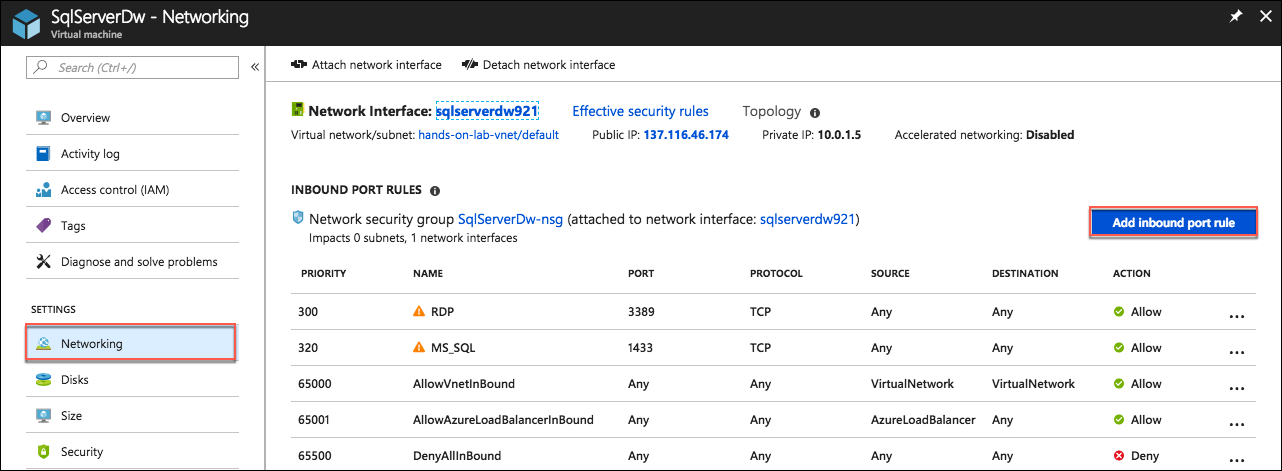 SqlServerDw - Networking
Virtual machine
Search (Ctrl+/)
«
Overview
Activity log
Access control (IAM)
Tags
Diagnose and solve problems
SETTINGS
Networking
Disks
Size
Security
Attach network interface Detach network interface
Network Interface: sqlserverdw921 Effective security rules Topology
Virtual network/subnet: hands-on-lab-vnet/default Public IP: 137.116.46.174 Private IP: 10.0.1.5 Accelerated networking: Disabled
INBOUND PORT RULES
Network security group SqlServerDw-nsg (attached to network interface: sqlserverdw921)
Impacts 0 subnets, 1 network interfaces
Add inbound port rule
PRIORITY NAME PORT PROTOCOL SOURCE DESTINATION ACTION
300 RDP 3389 TCP Any Any Allow ...
320 MS_SQL 1433 TCP Any Any Allow ...
65000 AllowVnetInBound Any Any VirtualNetwork VirtualNetwork Allow ...
65001 AllowAzureLoadBalancerInBound Any Any AzureLoadBalancer Any Allow ...
65500 DenyAllInBound Any Any Any Any Deny ...